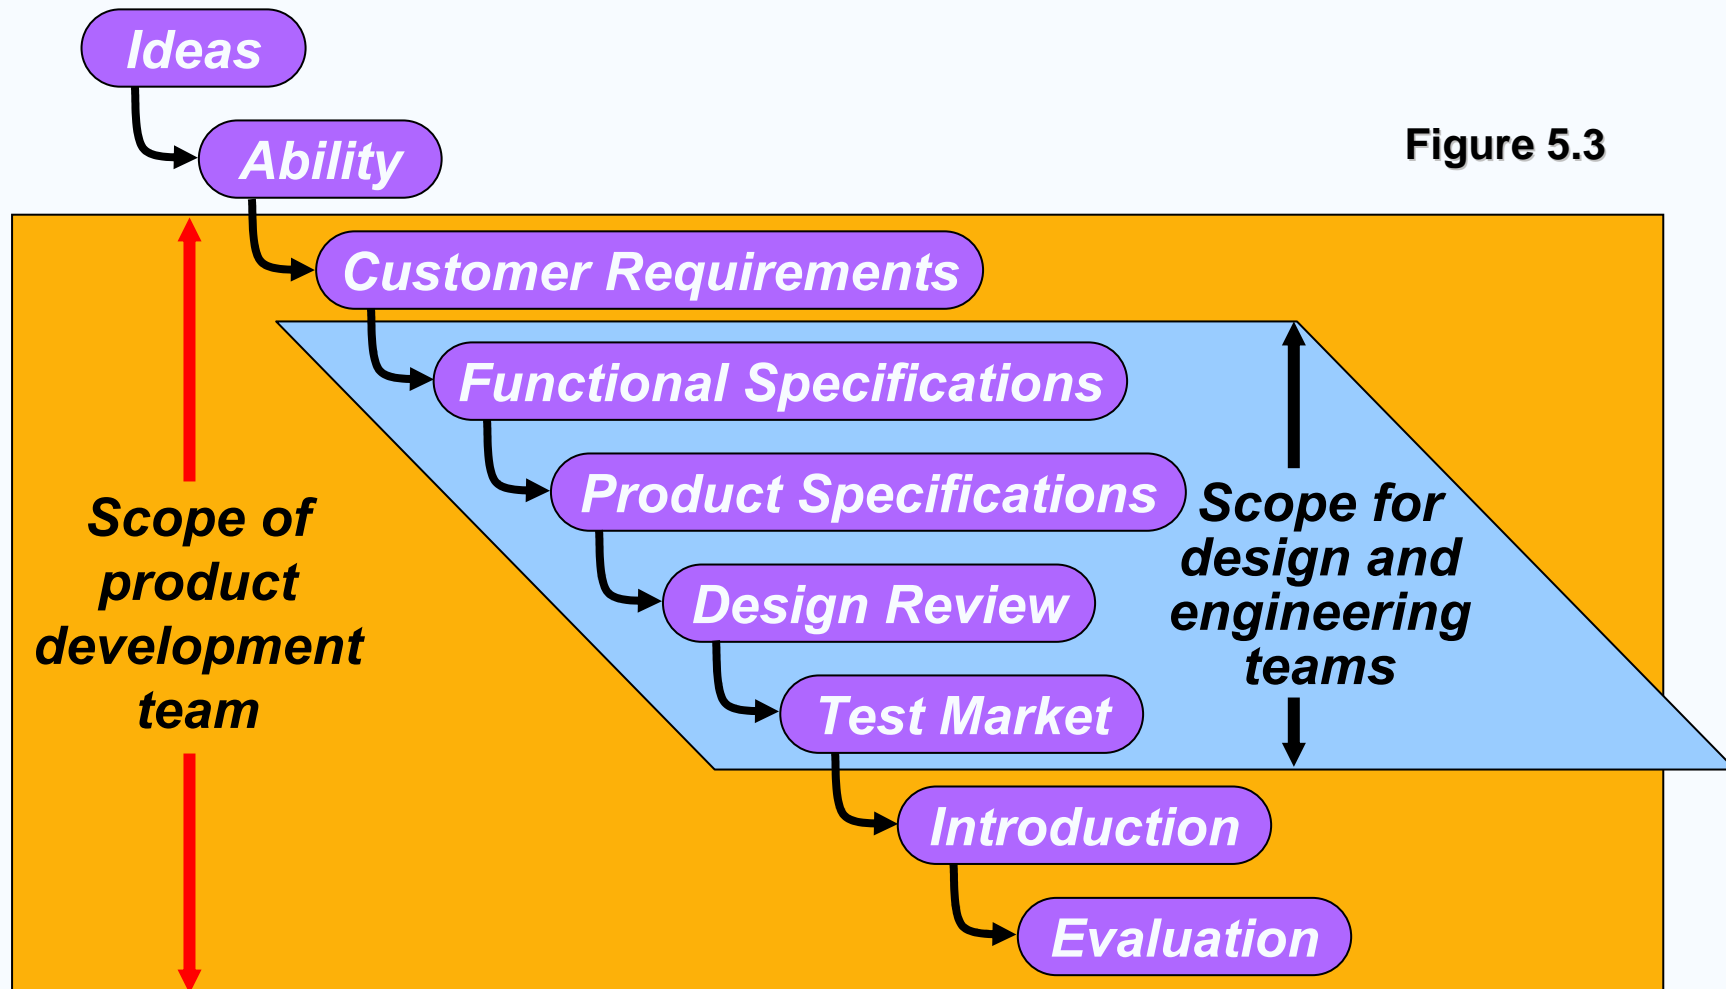 Ideas
Ability
Figure 5.3
Customer Requirements
Functional Specifications
Product Specifications
Design Review
Test Market
Introduction
Evaluation
Scope of
product
development
team
Scope for
design and
engineering
teams